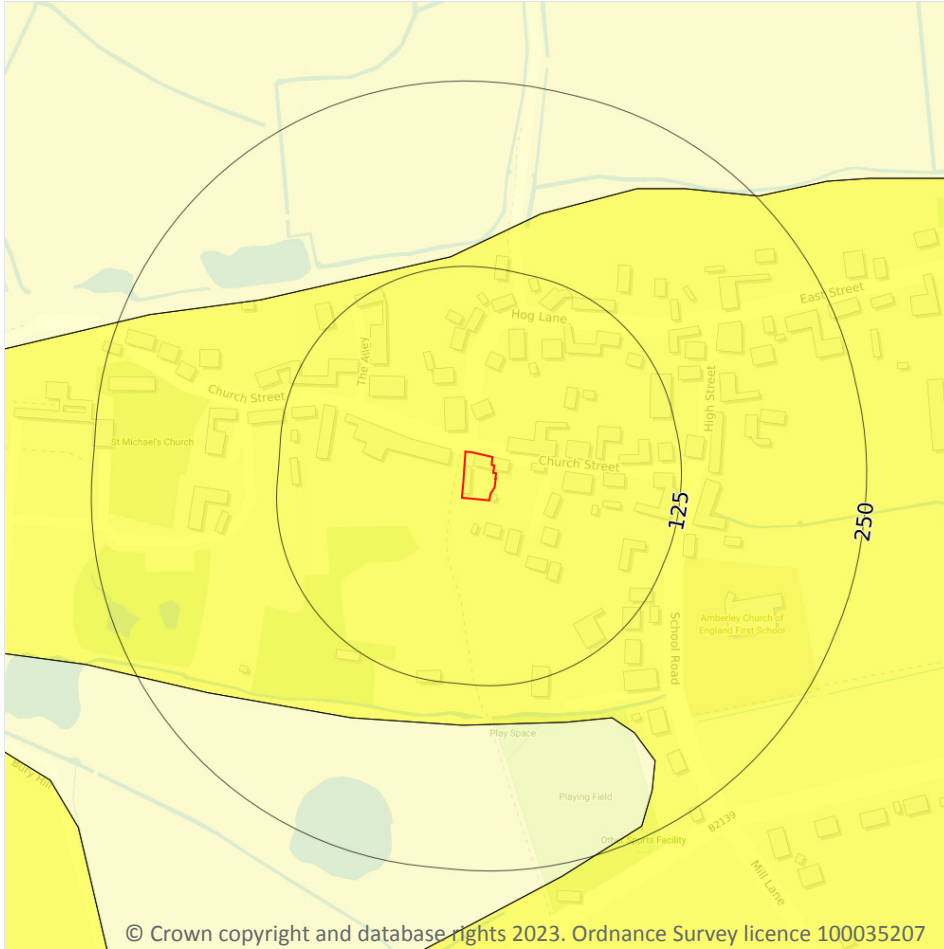 East Street
Hog Lane
The Alley
High Street
Church Street
St Michael's Church
Church Street
125
250
Amberley Church of
England First School
School Road
Play Space
Bury Hill
Playing Field
B2139
Other Sports Facility
Mill Lane
© Crown copyright and database rights 2023. Ordnance Survey licence 100035207